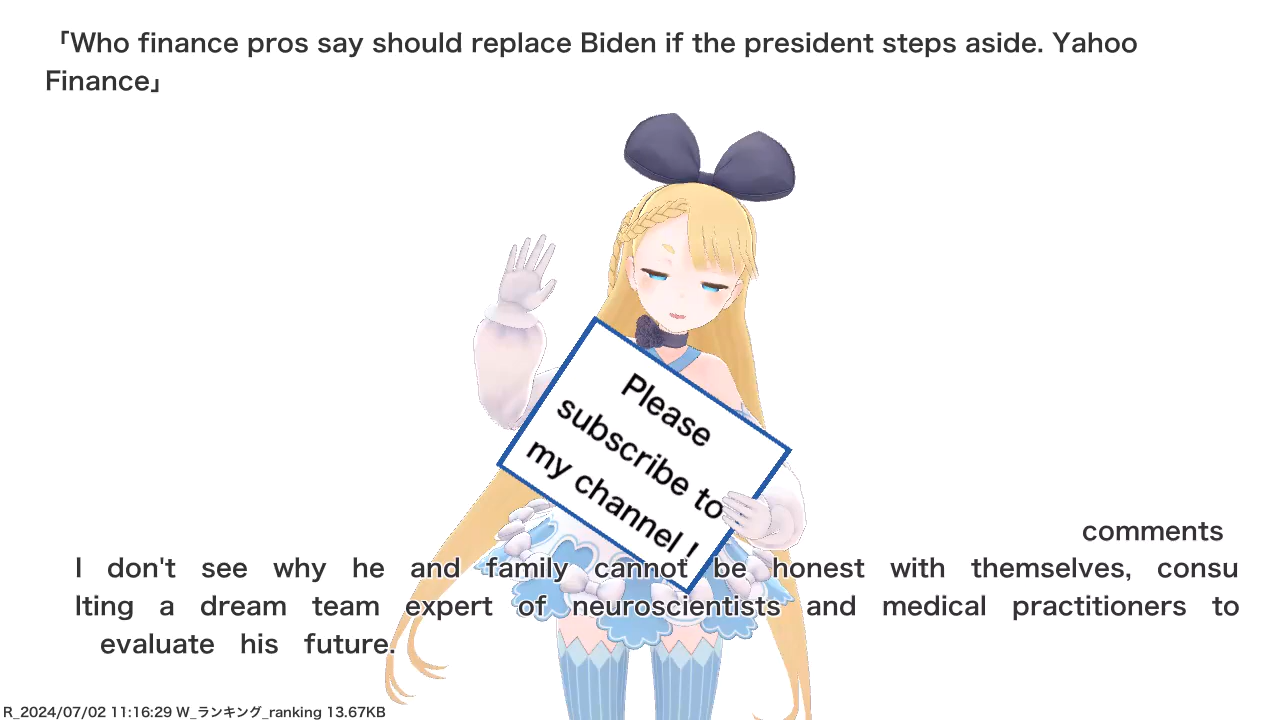 「Who finance pros say should replace Biden if the president steps aside. Yahoo
Finance」
Please
subscribe to
my channel !
comments
I don't see why he and family cannot be honest with themselves, consu
lting a dream team expert of neuroscientists and medical practitioners to
evaluate his future.
R_2024/07/02 11:16:29 W_ランキング_ranking 13.67KB